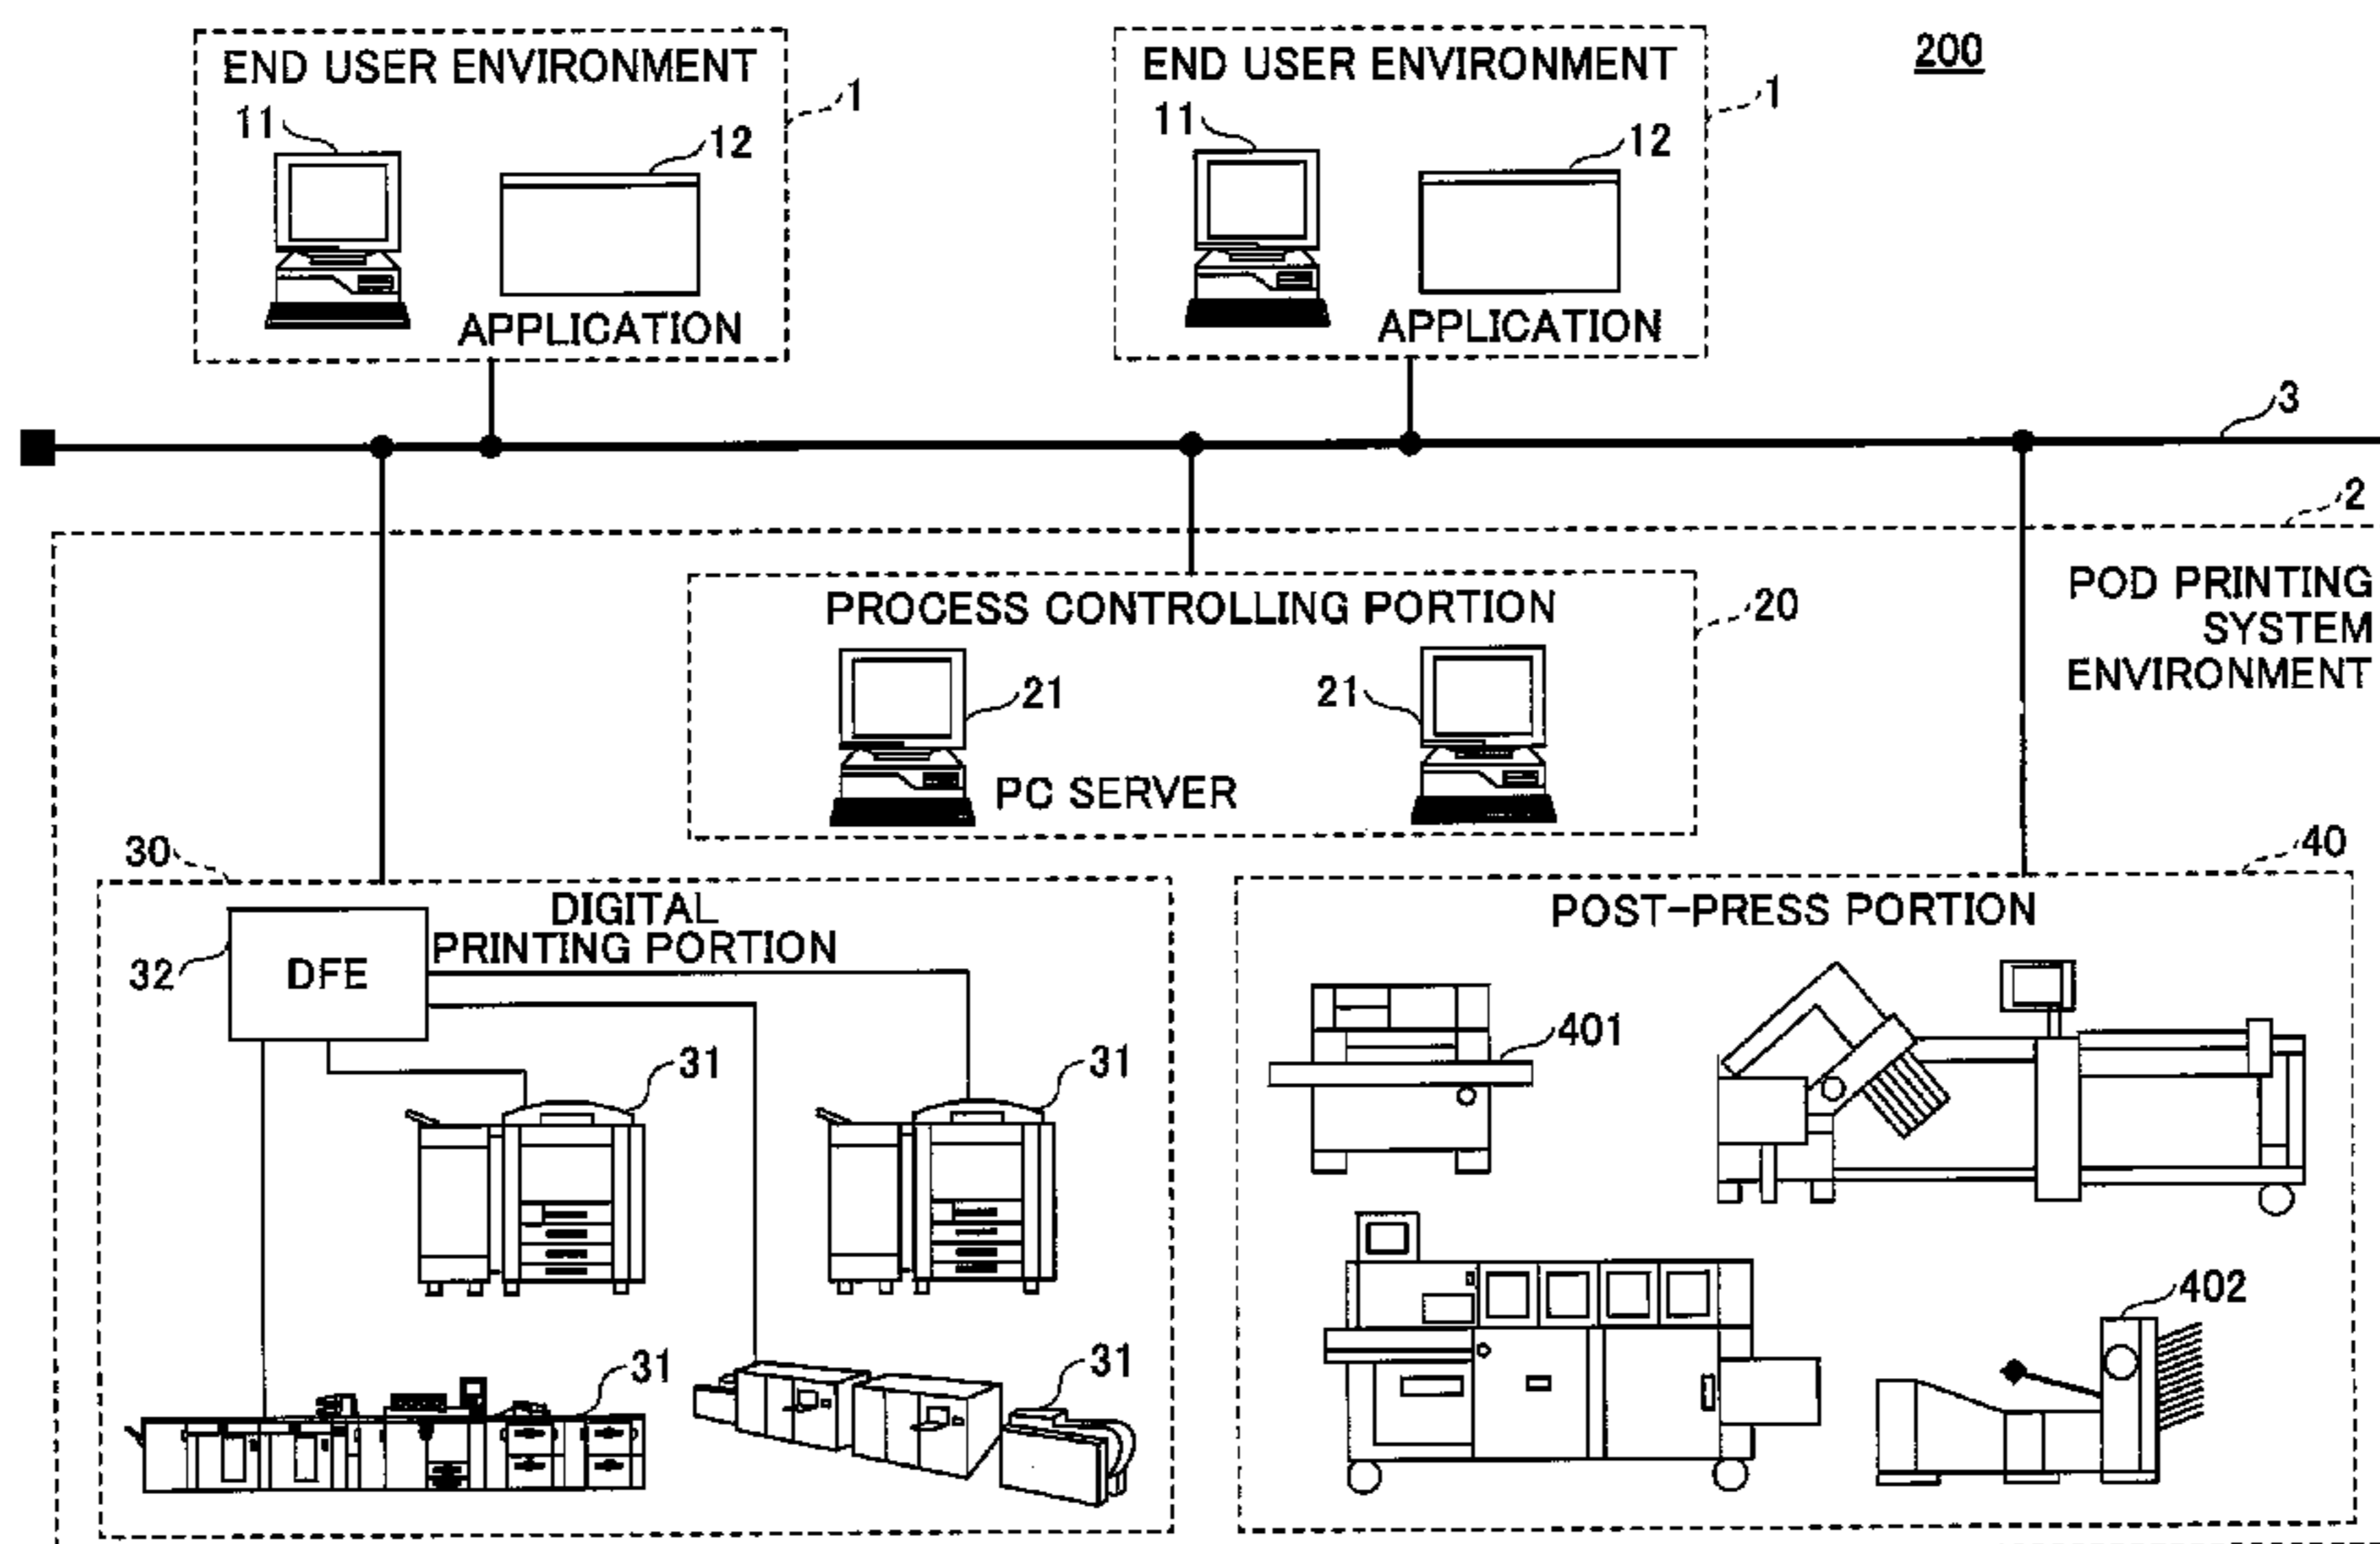 200
END USER ENVIRONMENT
1
11
12
APPLICATION
END USER ENVIRONMENT
1
11
12
APPLICATION
3
2
POD PRINTING
SYSTEM
ENVIRONMENT
PROCESS CONTROLLING PORTION
20
21
21
PC SERVER
30
DIGITAL
PRINTING PORTION
32
DFE
31
31
31
31
40
POST-PRESS PORTION
401
402